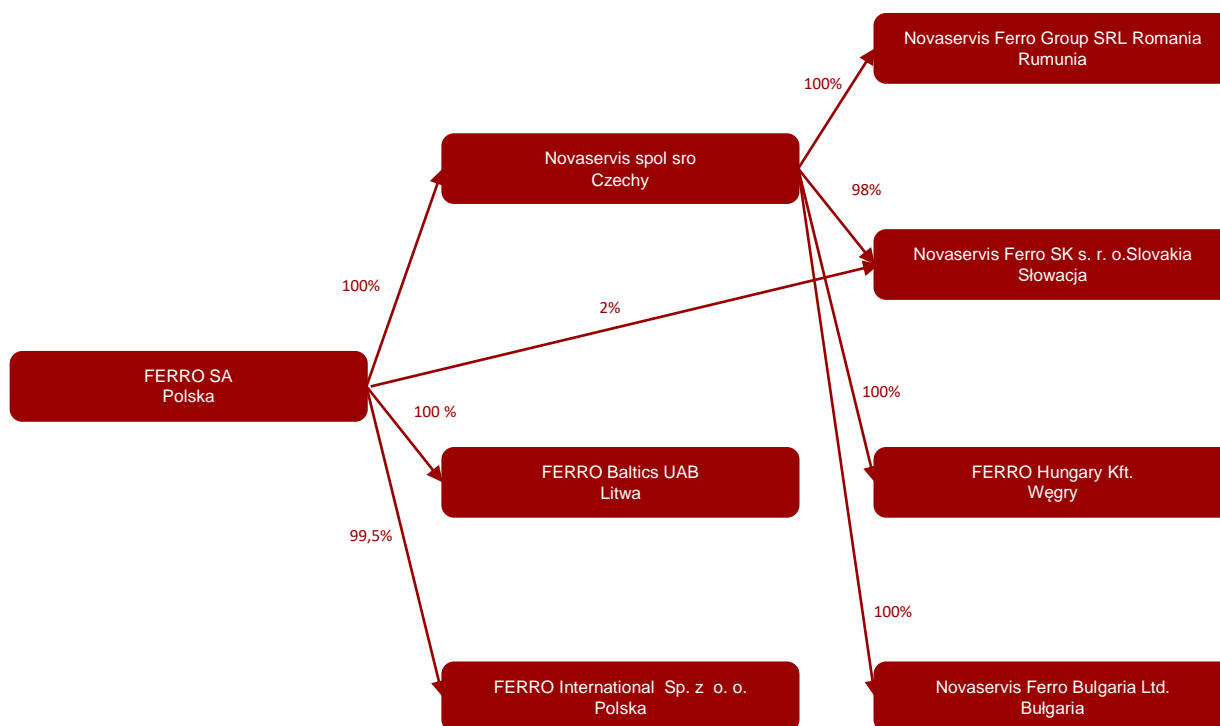 Novaservis Ferro Group SRL Romania
Rumunia
100%
Novaservis spol sro
Czechy
98%
Novaservis Ferro SK s. r. o.Slovakia
Słowacja
100%
2%
FERRO SA
Polska
100 %
100%
FERRO Baltics UAB
Litwa
FERRO Hungary Kft.
Węgry
99,5%
100%
FERRO International  Sp. z  o. o.
Polska
Novaservis Ferro Bulgaria Ltd.
Bułgaria